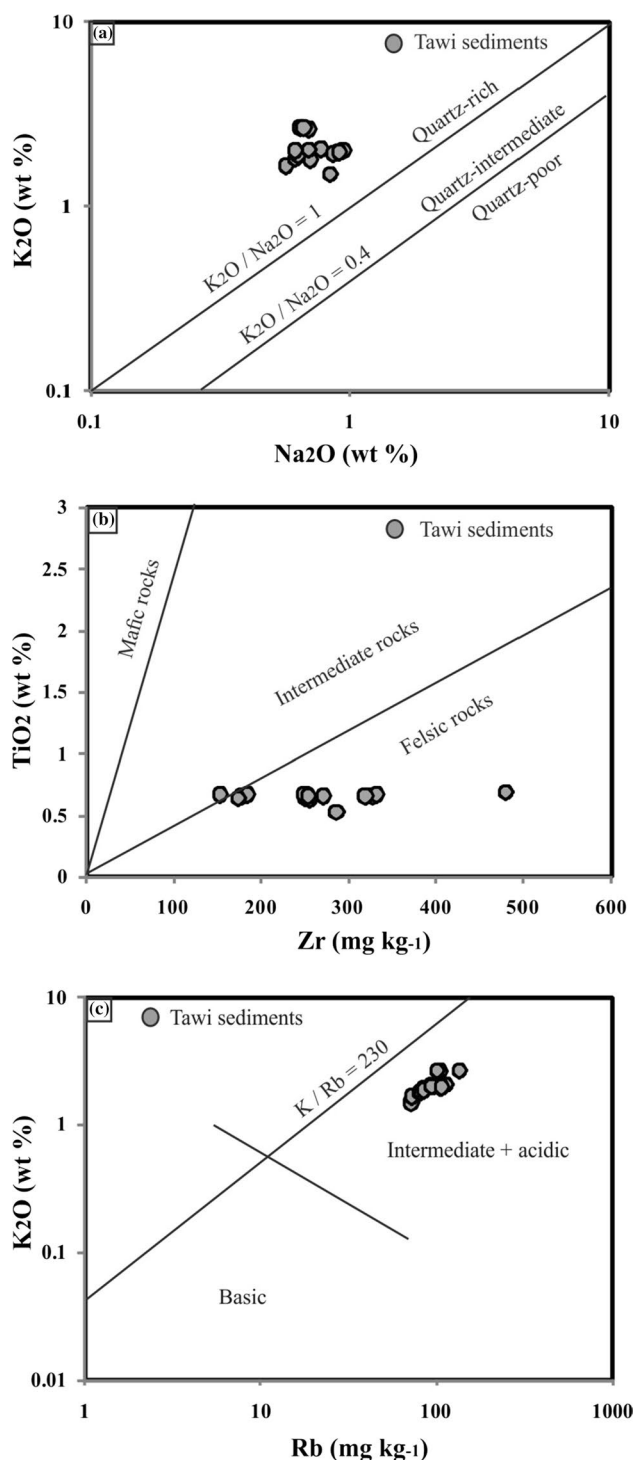 (a)
Tawi sediments
10
1
0.1
K2O (wt %)
Quartz-rich
Quartz-intermediate
Quartz-poor
K2O / Na2O = 1
K2O / Na2O = 0.4
0.1
1
10
Na2O (wt %)
(b)
Tawi sediments
3
2.5
2
1.5
1
0.5
0
TiO2 (wt %)
Mafic rocks
Intermediate rocks
Felsic rocks
0
100
200
300
400
500
600
Zr (mg kg-1)
(c)
Tawi sediments
10
1
0.1
0.01
K2O (wt %)
K / Rb = 230
Intermediate + acidic
Basic
1
10
100
1000
Rb (mg kg-1)